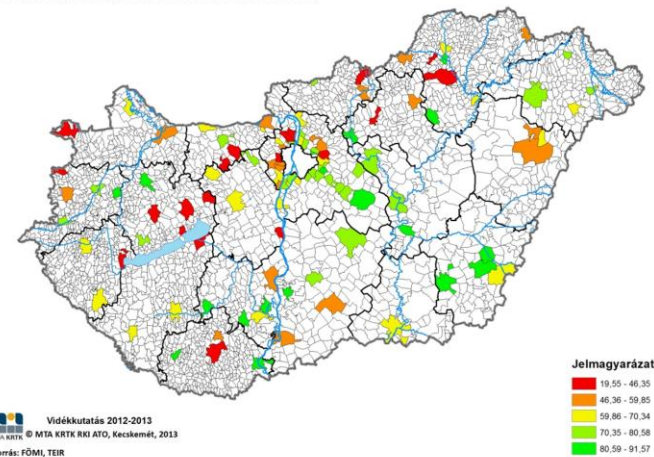 Jelmagyarázat
19,55 - 46,35
46,36 - 59,85
59,86 - 70,34
70,35 - 80,58
80,59 - 91,57
Vidékkutatás 2012-2013
KRTK
© MTA KRTK RKI ATO, Kecskemét, 2013
FÖMI, TEIR